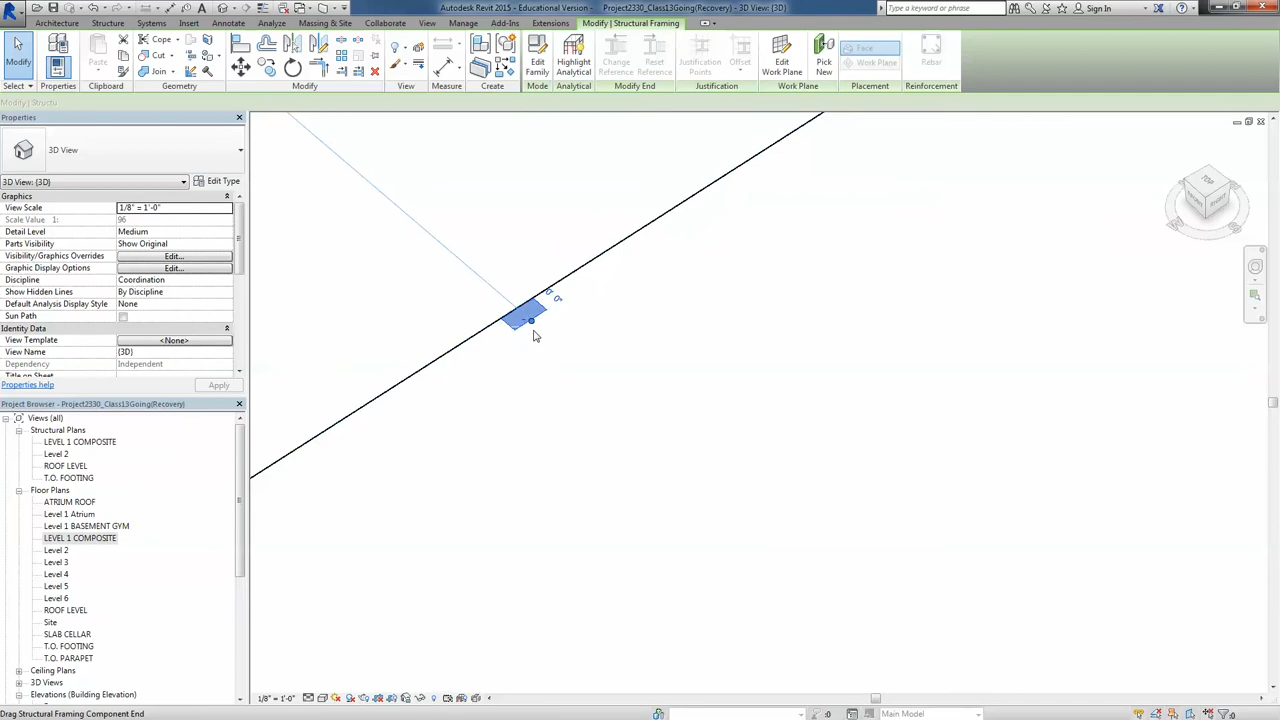 Autodesk Revit 2015 - Educational Version - Project2330_Class13Going(Recovery) - 3D View: {3D}
Type a keyword or phrase
Sign In
Architecture Structure Systems Insert Annotate Analyze Massing & Site Collaborate View Manage Add-Ins Extensions Modify | Structural Framing
Modify
Paste
Cope
Cut
Join
Edit Family
Highlight Analytical
Change Reference
Reset Reference
Justification Points
Offset
Edit Work Plane
Pick New
Face
Work Plane
Rebar
Select Properties Clipboard Geometry Modify View Measure Create Mode Analytical Modify End Justification Work Plane Placement Reinforcement
Modify | Structu
Properties
3D View
3D View: {3D}
Edit Type
Graphics
View Scale 1/8" = 1'-0"
Scale Value 1: 96
Detail Level Medium
Parts Visibility Show Original
Visibility/Graphics Overrides Edit...
Graphic Display Options Edit...
Discipline Coordination
Show Hidden Lines By Discipline
Default Analysis Display Style None
Sun Path
Identity Data
View Template <None>
View Name {3D}
Dependency Independent
Title on Sheet
Properties help
Apply
Project Browser - Project2330_Class13Going(Recovery)
Views (all)
Structural Plans
LEVEL 1 COMPOSITE
Level 2
ROOF LEVEL
T.O. FOOTING
Floor Plans
ATRIUM ROOF
Level 1 Atrium
Level 1 BASEMENT GYM
LEVEL 1 COMPOSITE
Level 2
Level 3
Level 4
Level 5
Level 6
ROOF LEVEL
Site
SLAB CELLAR
T.O. FOOTING
T.O. PARAPET
Ceiling Plans
Elevations (Building Elevation)
TOP
FRONT
RIGHT
1/8" = 1'-0"
Drag Structural Framing Component End
:0
Main Model
:0